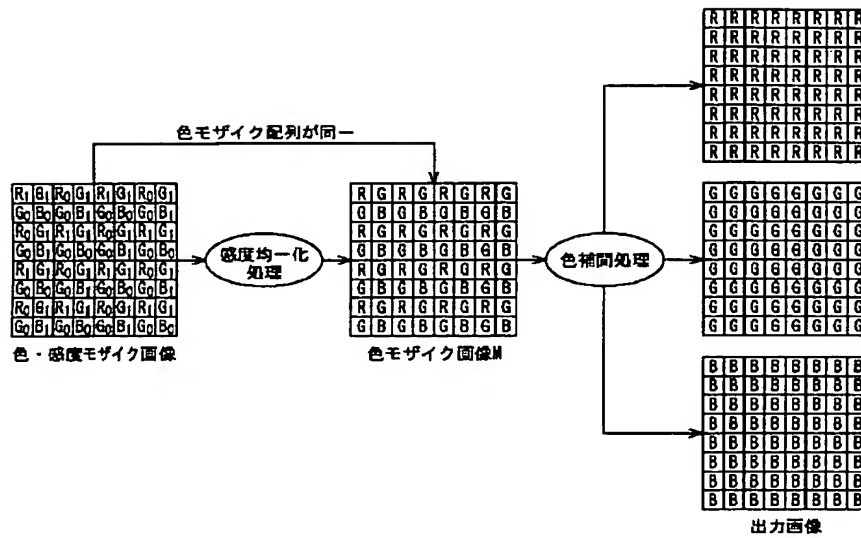 色モザイク配列が同一
R1 G1 R0 G1 R1 G1 R0 G1
G0 B0 G0 B1 G0 B0 G0 B1
R0 G1 R1 G1 R0 G1 R1 G1
G0 B1 G0 B0 G0 B1 G0 B0
R1 G1 R0 G1 R1 G1 R0 G1
G0 B0 G0 B1 G0 B0 G0 B1
R0 G1 R1 G1 R0 G1 R1 G1
G0 B1 G0 B0 G0 B1 G0 B0
色・感度モザイク画像
感度均一化
処理
R G R G R G R G
G B G B G B G B
R G R G R G R G
G B G B G B G B
R G R G R G R G
G B G B G B G B
R G R G R G R G
G B G B G B G B
色モザイク画像M
色補間処理
R R R R R R R R
R R R R R R R R
R R R R R R R R
R R R R R R R R
R R R R R R R R
R R R R R R R R
R R R R R R R R
R R R R R R R R
G G G G G G G G
G G G G G G G G
G G G G G G G G
G G G G G G G G
G G G G G G G G
G G G G G G G G
G G G G G G G G
G G G G G G G G
B B B B B B B B
B B B B B B B B
B B B B B B B B
B B B B B B B B
B B B B B B B B
B B B B B B B B
B B B B B B B B
B B B B B B B B
出力画像